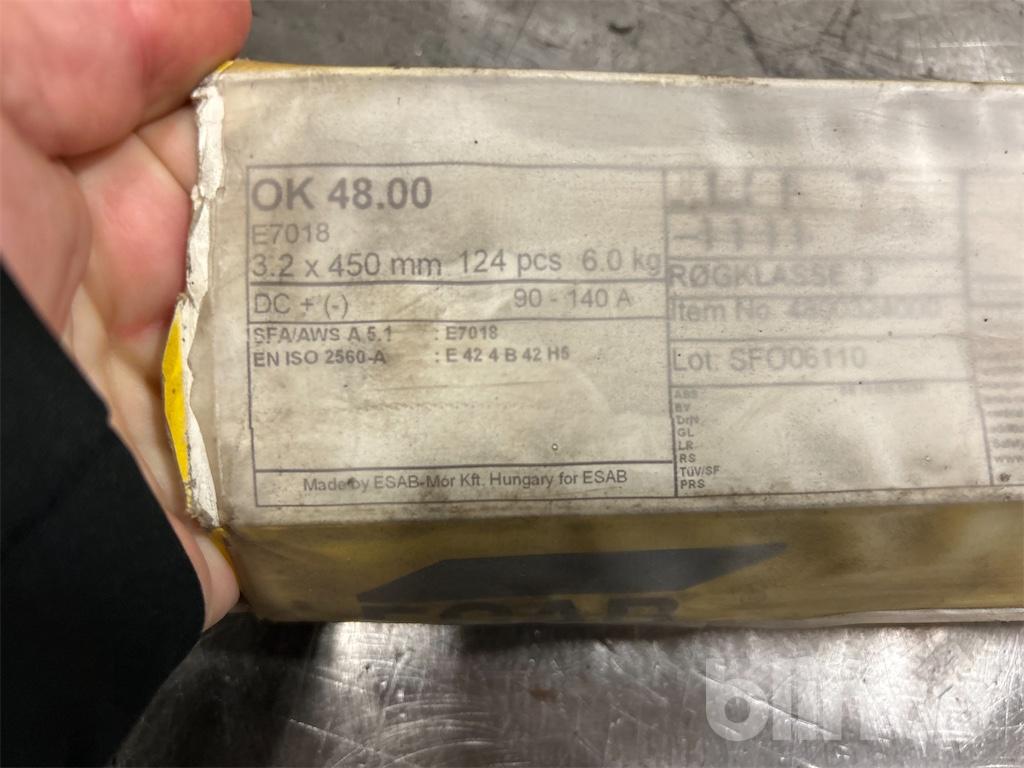 OK 48.00
E7018
3.2 x 450 mm 124 pcs 6.0 kg
DC + (-) 90 - 140 A
SFA/AWS A 5.1 : E7018
EN ISO 2560-A : E 42 4 B 42 H5
Made by ESAB-Mór Kft. Hungary for ESAB
RØGKLASSE
Item No.
Lot: SFO06110
ABS
BV
DNV
GL
LR
RS
TüV/SF
PRS
ESAB